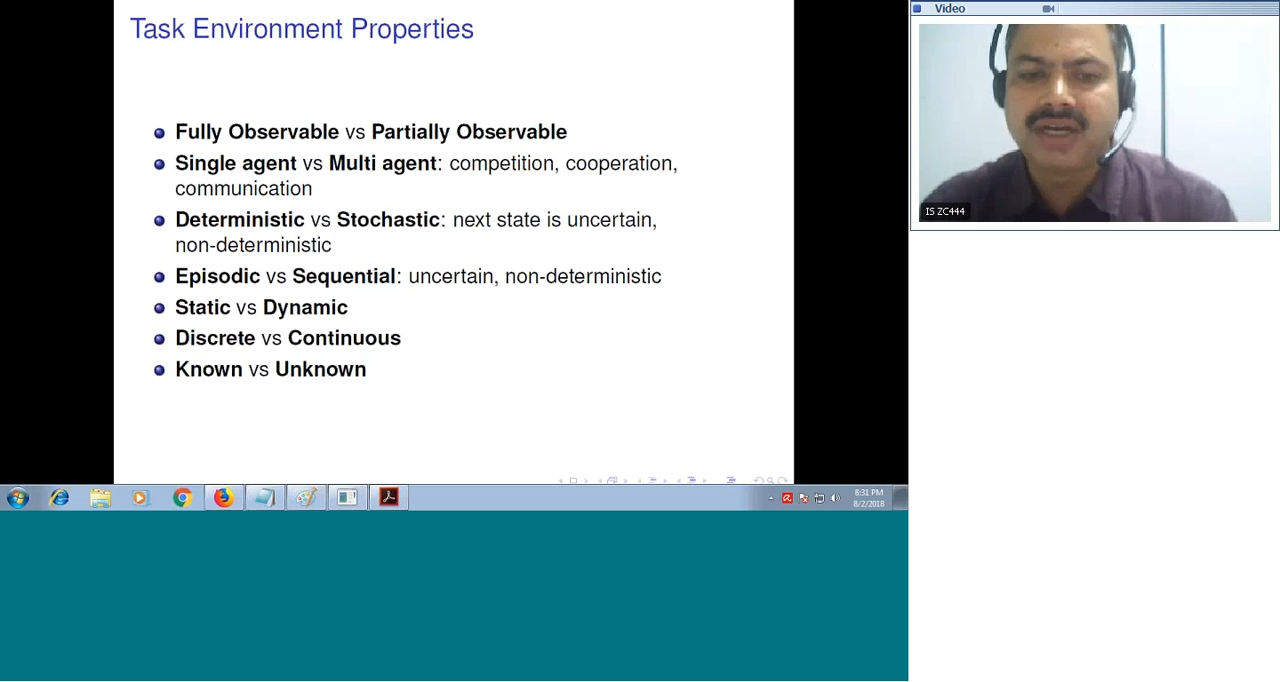 Task Environment Properties
Fully Observable vs Partially Observable
Single agent vs Multi agent: competition, cooperation,
communication
Deterministic vs Stochastic: next state is uncertain,
non-deterministic
Episodic vs Sequential: uncertain, non-deterministic
Static vs Dynamic
Discrete vs Continuous
Known vs Unknown
8:31 PM
8/2/2018
Video
IS ZC444